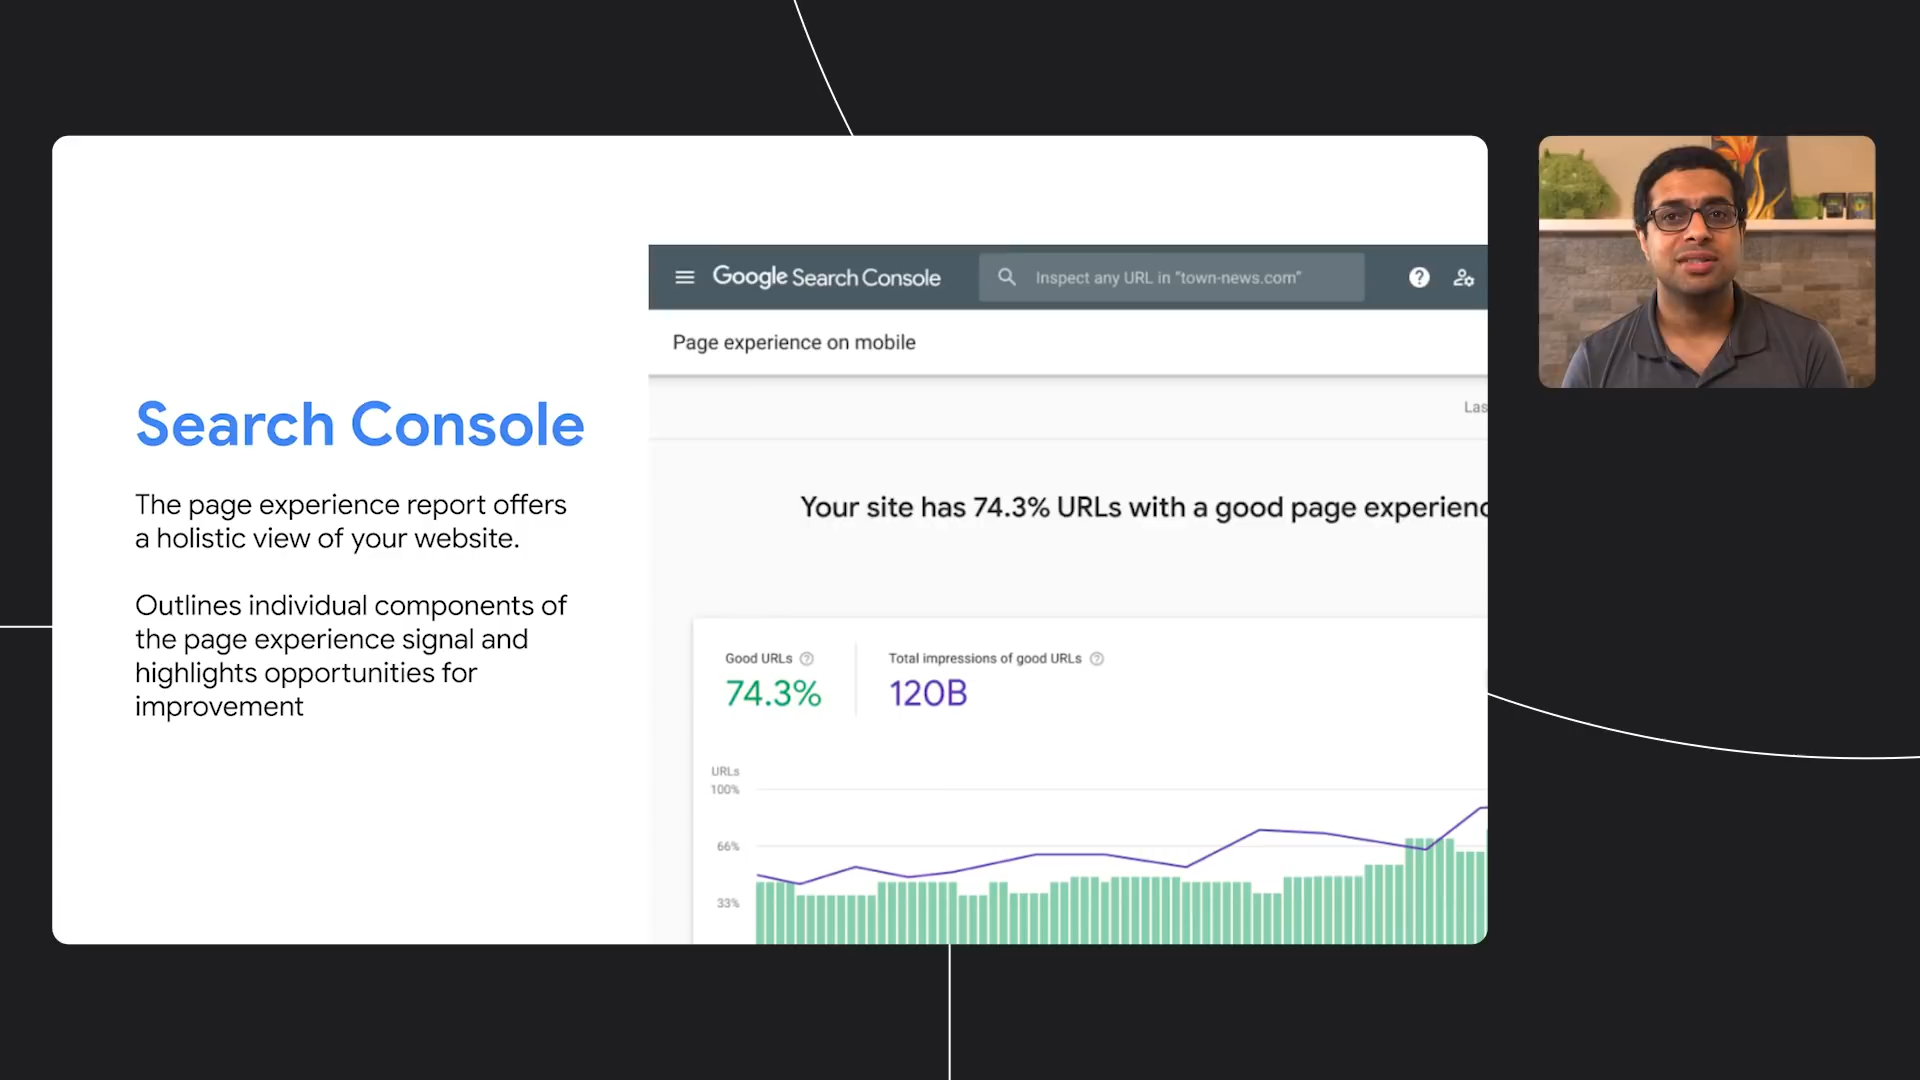 Search Console
The page experience report offers
a holistic view of your website.
Outlines individual components of
the page experience signal and
highlights opportunities for
improvement
Google Search Console
Inspect any URL in "town-news.com"
Page experience on mobile
Las
Your site has 74.3% URLs with a good page experienc
Good URLs
Total impressions of good URLs
74.3%
120B
URLs
100%
66%
33%